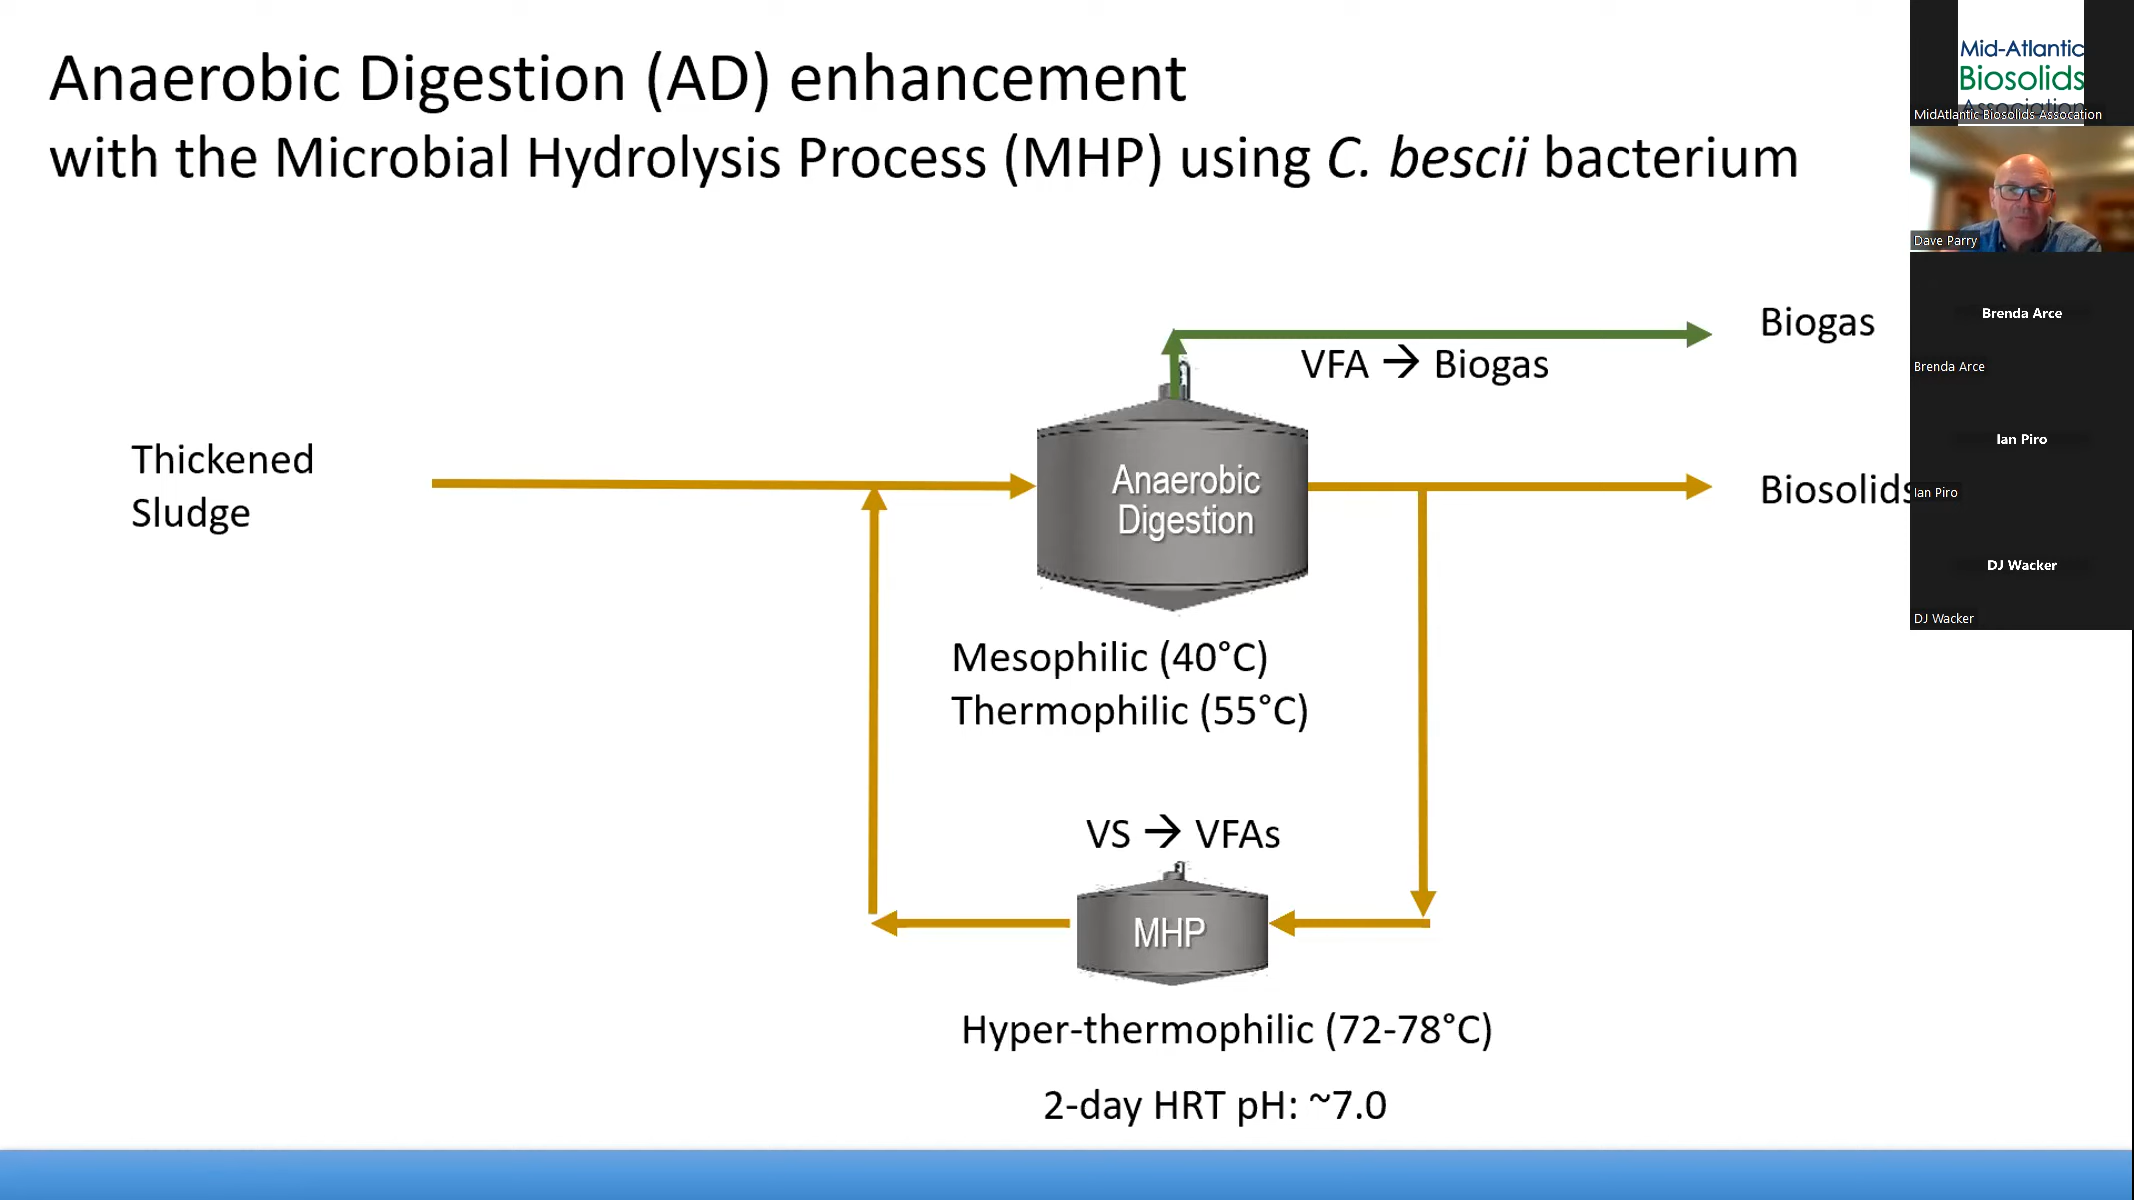 Anaerobic Digestion (AD) enhancement
with the Microbial Hydrolysis Process (MHP) using C. bescii bacterium
Biogas
VFA → Biogas
Thickened
Sludge
Anaerobic
Digestion
Biosolids
Mesophilic (40°C)
Thermophilic (55°C)
VS → VFAs
MHP
Hyper-thermophilic (72-78°C)
2-day HRT pH: ~7.0
Mid-Atlantic
Biosolids
Association
MidAtlantic Biosolids Assocation
Dave Parry
Brenda Arce
Brenda Arce
Ian Piro
Ian Piro
DJ Wacker
DJ Wacker